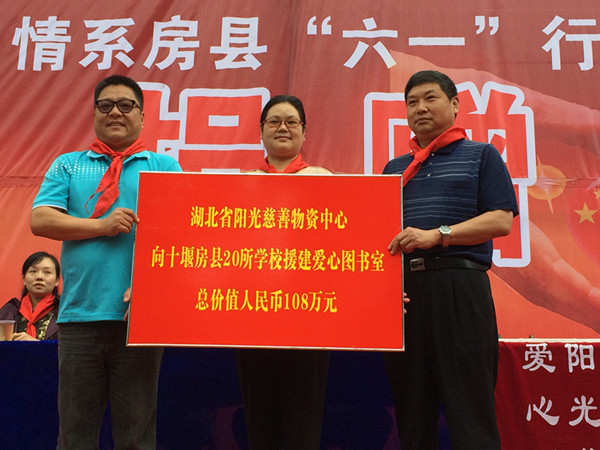 情系房县“六一”行
捐赠
湖北省阳光慈善物资中心
向十堰房县20所学校援建爱心图书室
总价值人民币108万元
爱阳
心光